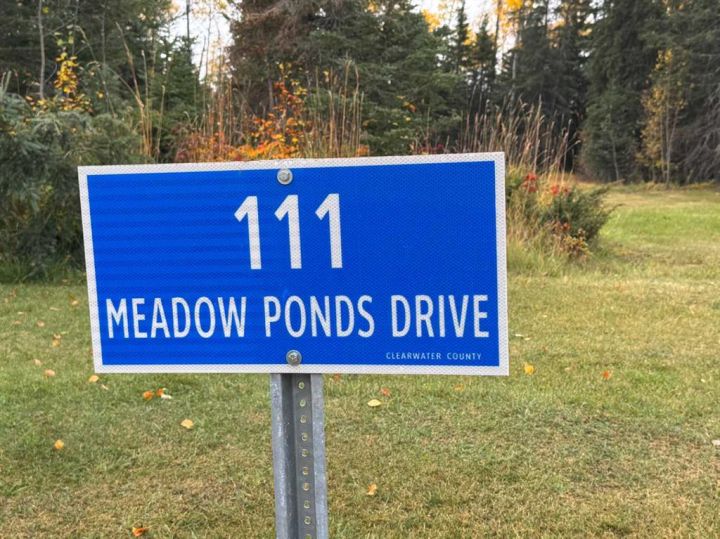 111
MEADOW PONDS DRIVE
CLEARWATER COUNTY